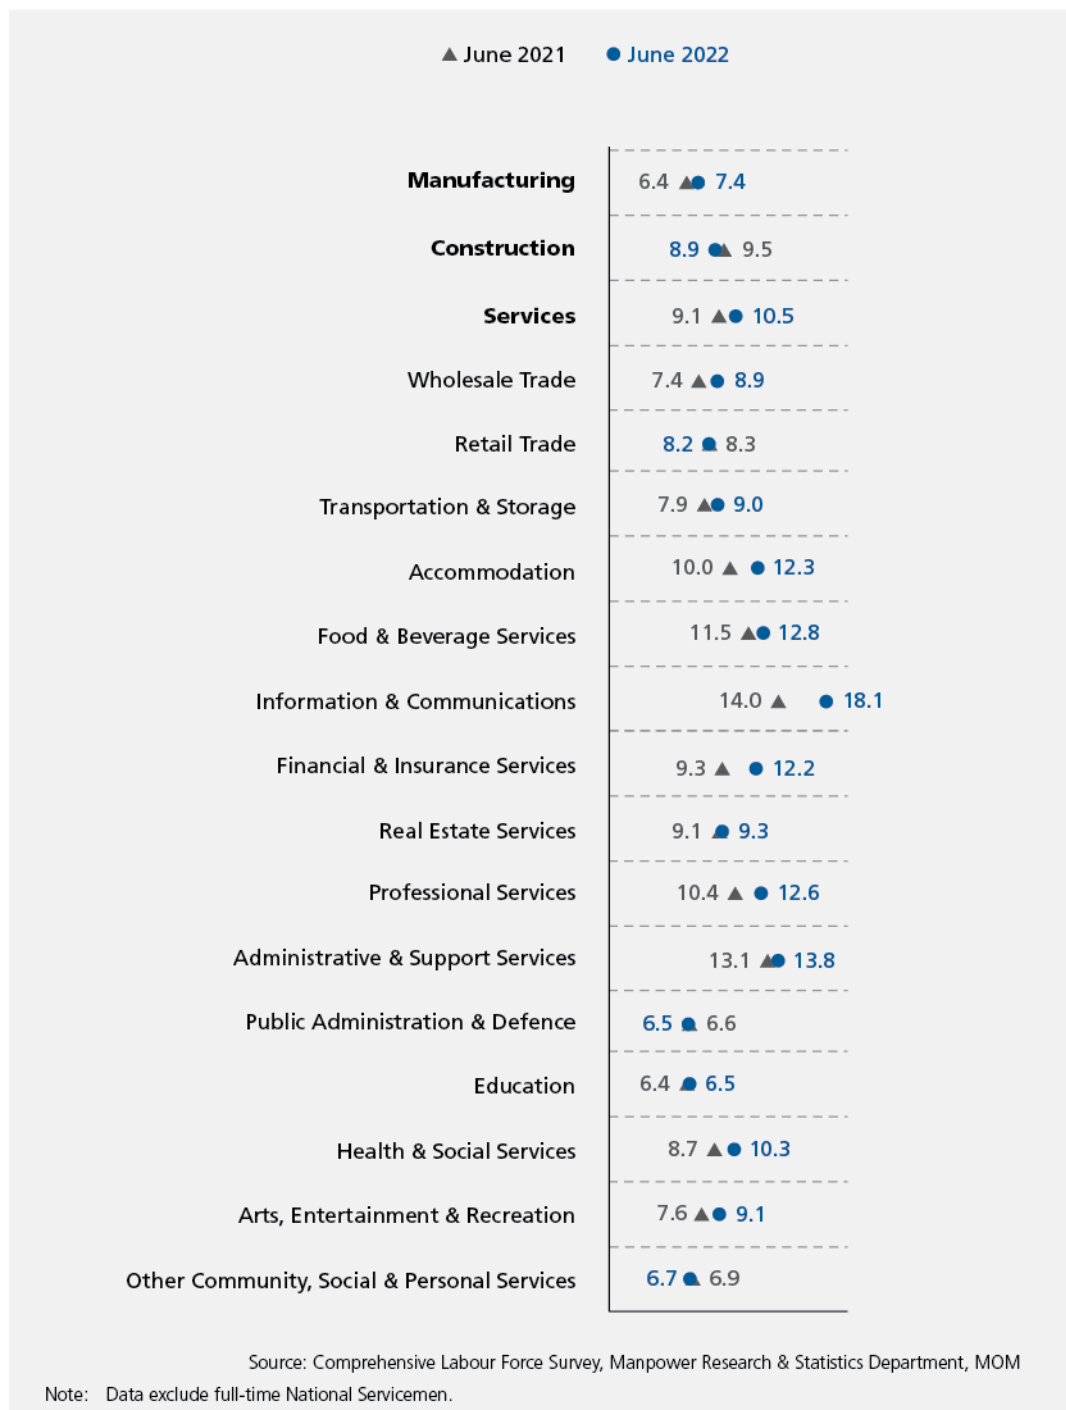 ▲ June 2021 ● June 2022
Manufacturing 6.4 7.4
Construction 8.9 9.5
Services 9.1 10.5
Wholesale Trade 7.4 8.9
Retail Trade 8.2 8.3
Transportation & Storage 7.9 9.0
Accommodation 10.0 12.3
Food & Beverage Services 11.5 12.8
Information & Communications 14.0 18.1
Financial & Insurance Services 9.3 12.2
Real Estate Services 9.1 9.3
Professional Services 10.4 12.6
Administrative & Support Services 13.1 13.8
Public Administration & Defence 6.5 6.6
Education 6.4 6.5
Health & Social Services 8.7 10.3
Arts, Entertainment & Recreation 7.6 9.1
Other Community, Social & Personal Services 6.7 6.9
Source: Comprehensive Labour Force Survey, Manpower Research & Statistics Department, MOM
Note: Data exclude full-time National Servicemen.